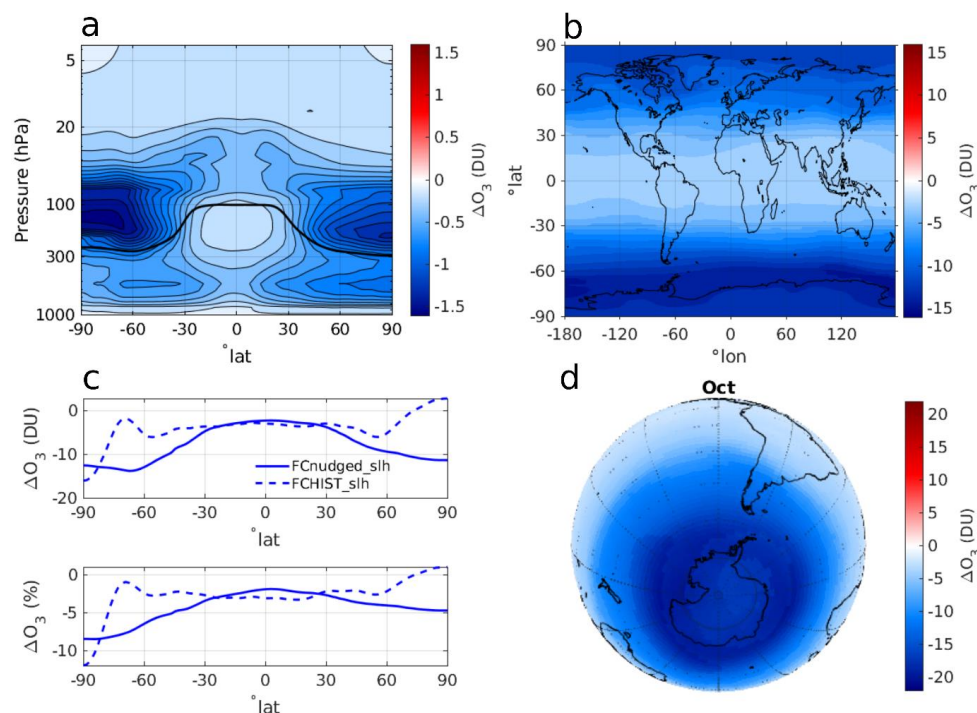 a
5
20
100
300
1000
Pressure (hPa)
-90 -60 -30 0 30 60 90
°lat
1.5
1
0.5
0
-0.5
-1
-1.5
ΔO3 (DU)
b
90
60
30
0
-30
-60
-90
°lat
-180 -120 -60 0 60 120
°lon
15
10
5
0
-5
-10
-15
ΔO3 (DU)
c
0
-10
-20
ΔO3 (DU)
FCnudged_slh
FCHIST_slh
-90 -60 -30 0 30 60 90
°lat
0
-5
-10
ΔO3 (%)
-90 -60 -30 0 30 60 90
°lat
d
Oct
20
15
10
5
0
-5
-10
-15
-20
ΔO3 (DU)